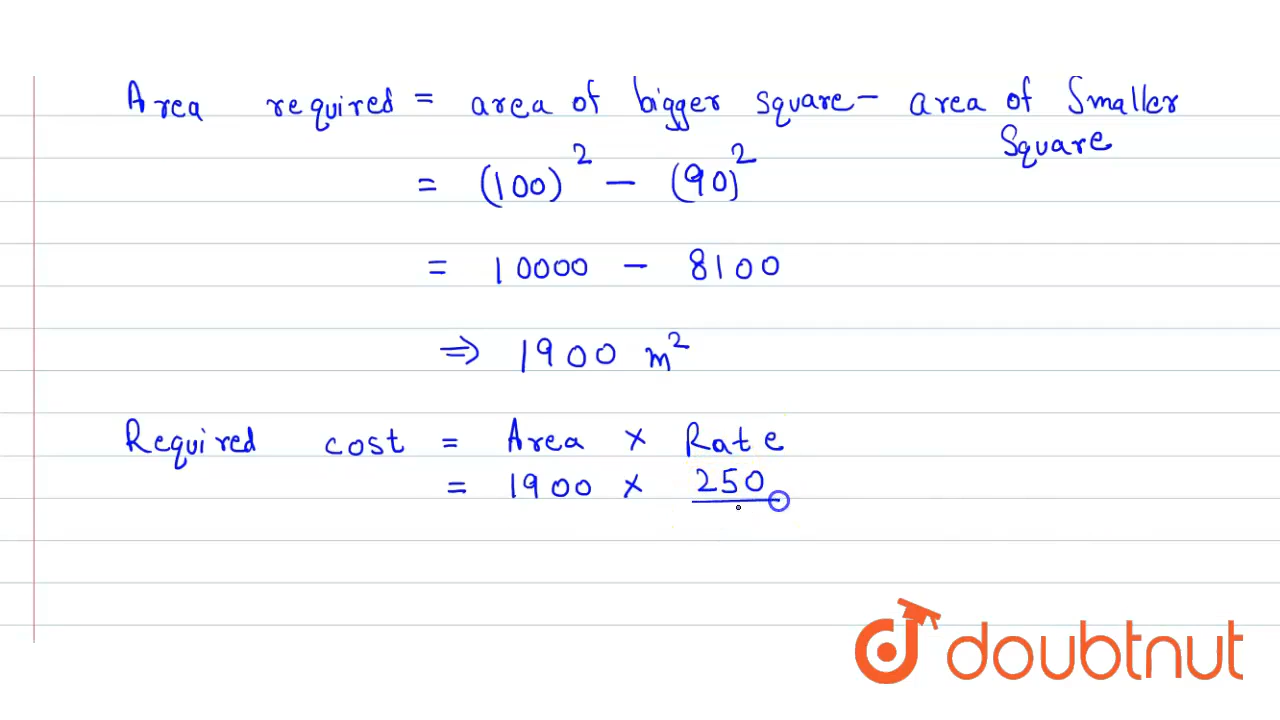 Area required = area of bigger square - area of Smaller
Square
= (100)² - (90)²
= 10000 - 8100
⇒ 1900 m²
Required cost = Area × Rate
= 1900 × 250
doubtnut